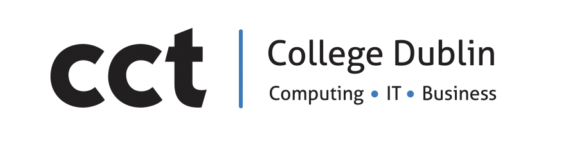 cct
College Dublin
Computing • IT • Business